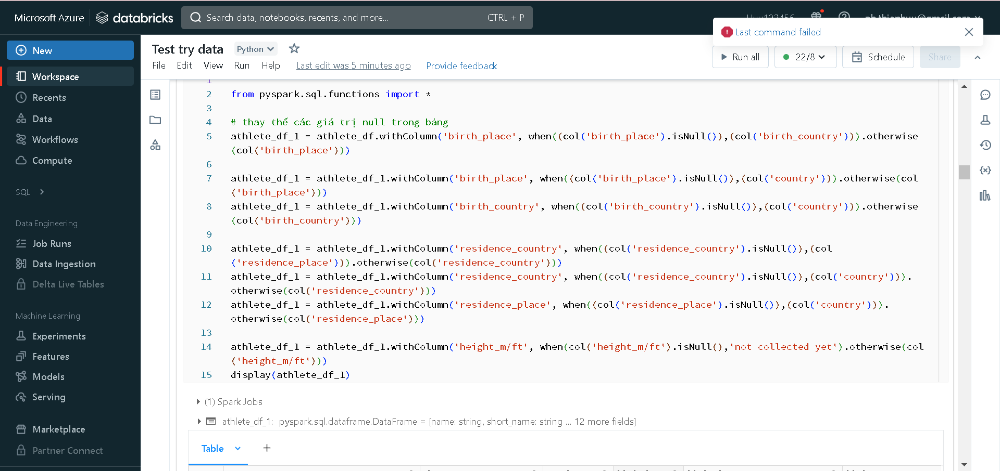 Microsoft Azure
databricks
Search data, notebooks, recents, and more...
CTRL + P
Last command failed
New
Test try data
Python
Run all
22/8
Schedule
Share
File
Edit
View
Run
Help
Last edit was 5 minutes ago
Provide feedback
Workspace
Recents
Data
Workflows
Compute
SQL
Data Engineering
Job Runs
Data Ingestion
Delta Live Tables
Machine Learning
Experiments
Features
Models
Serving
Marketplace
Partner Connect
1
2 from pyspark.sql.functions import *
3
4 # thay thế các giá trị null trong bảng
5 athlete_df_1 = athlete_df.withColumn('birth_place', when((col('birth_place').isNull()),(col('birth_country'))).otherwise
(col('birth_place')))
6
7 athlete_df_1 = athlete_df_1.withColumn('birth_place', when((col('birth_place').isNull()),(col('country'))).otherwise(col
('birth_place')))
8 athlete_df_1 = athlete_df_1.withColumn('birth_country', when((col('birth_country').isNull()),(col('country'))).otherwise
(col('birth_country')))
9
10 athlete_df_1 = athlete_df_1.withColumn('residence_country', when((col('residence_country').isNull()),(col
('residence_place'))).otherwise(col('residence_country')))
11 athlete_df_1 = athlete_df_1.withColumn('residence_country', when((col('residence_country').isNull()),(col('country'))).
otherwise(col('residence_country')))
12 athlete_df_1 = athlete_df_1.withColumn('residence_place', when((col('residence_place').isNull()),(col('country'))).
otherwise(col('residence_place')))
13
14 athlete_df_1 = athlete_df_1.withColumn('height_m/ft', when(col('height_m/ft').isNull(),'not collected yet').otherwise(col
('height_m/ft')))
15 display(athlete_df_1)
(1) Spark Jobs
athlete_df_1: pyspark.sql.dataframe.DataFrame = [name: string, short_name: string ... 12 more fields]
Table
+